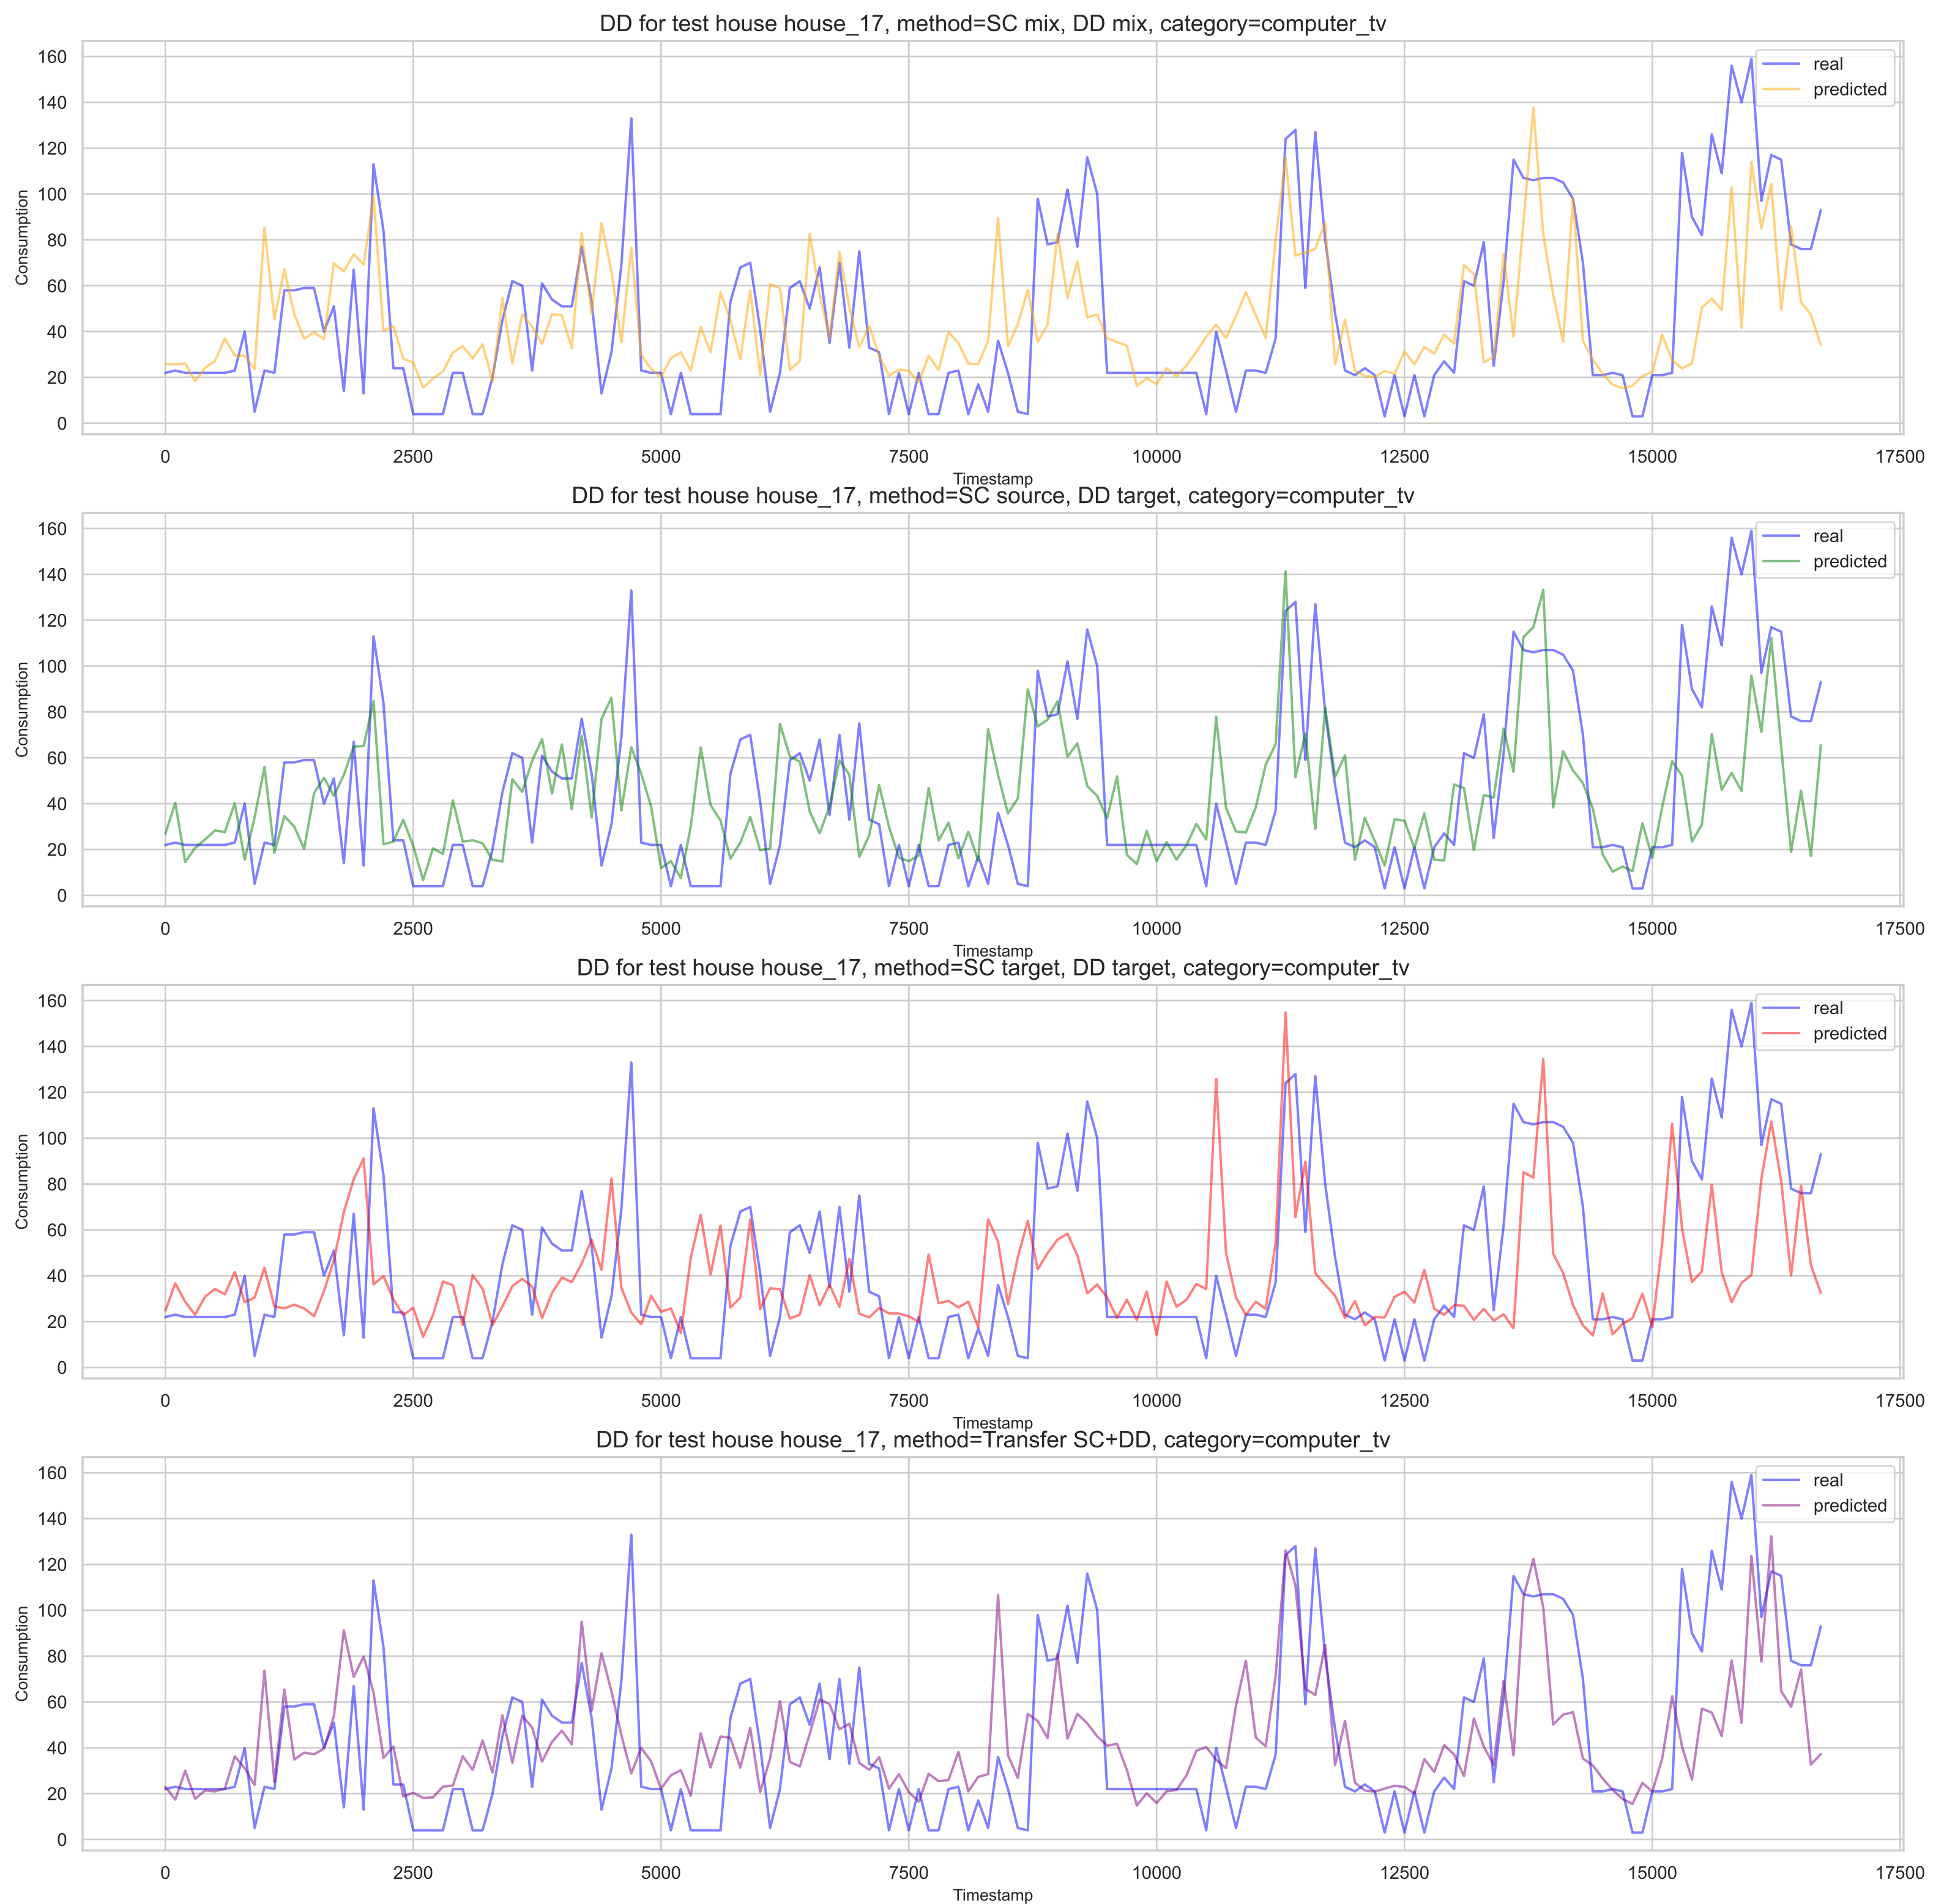 DD for test house house_17, method=SC mix, DD mix, category=computer_tv
160
140
120
100
80
60
40
20
0
Consumption
real
predicted
0 2500 5000 7500 10000 12500 15000 17500
Timestamp
DD for test house house_17, method=SC source, DD target, category=computer_tv
160
140
120
100
80
60
40
20
0
Consumption
real
predicted
0 2500 5000 7500 10000 12500 15000 17500
Timestamp
DD for test house house_17, method=SC target, DD target, category=computer_tv
160
140
120
100
80
60
40
20
0
Consumption
real
predicted
0 2500 5000 7500 10000 12500 15000 17500
Timestamp
DD for test house house_17, method=Transfer SC+DD, category=computer_tv
160
140
120
100
80
60
40
20
0
Consumption
real
predicted
0 2500 5000 7500 10000 12500 15000 17500
Timestamp